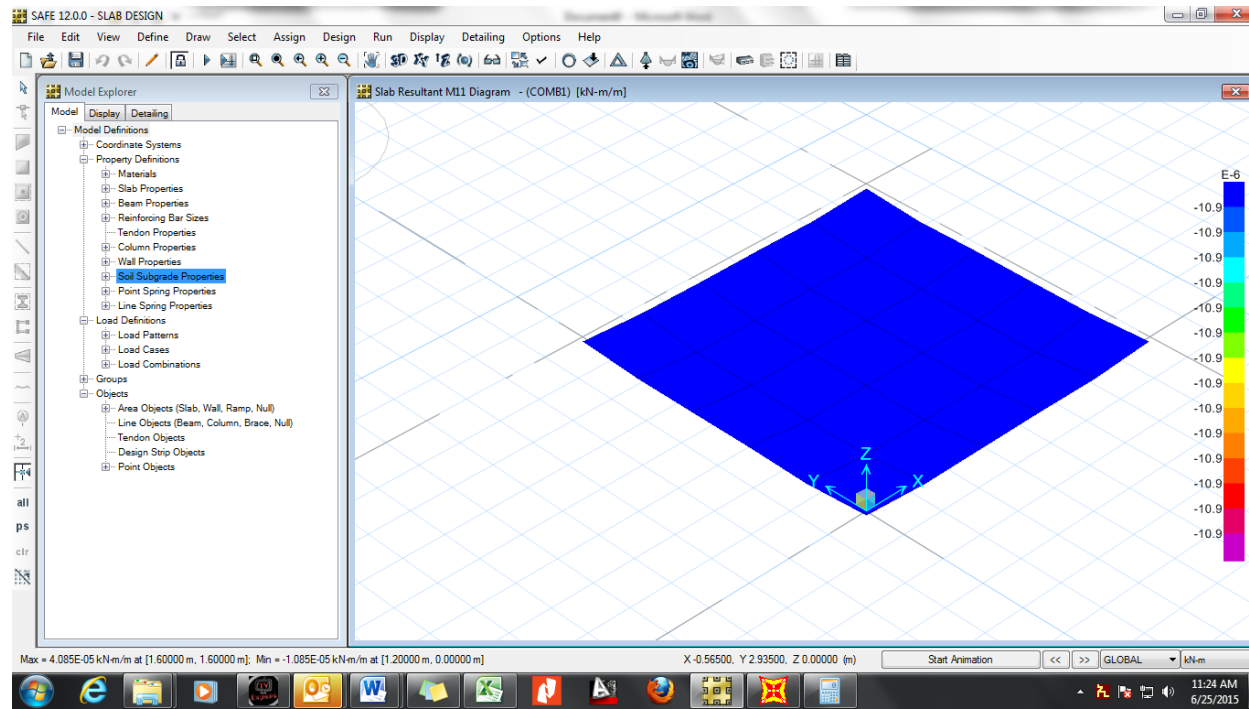 SAFE 12.0.0 - SLAB DESIGN
File Edit View Define Draw Select Assign Design Run Display Detailing Options Help
3D
Model Explorer
Model Display Detailing
Model Definitions
Coordinate Systems
Property Definitions
Materials
Slab Properties
Beam Properties
Reinforcing Bar Sizes
Tendon Properties
Column Properties
Wall Properties
Soil Subgrade Properties
Point Spring Properties
Line Spring Properties
Load Definitions
Load Patterns
Load Cases
Load Combinations
Groups
Objects
Area Objects (Slab, Wall, Ramp, Null)
Line Objects (Beam, Column, Brace, Null)
Tendon Objects
Design Strip Objects
Point Objects
all
ps
clr
Slab Resultant M11 Diagram - (COMB1) [kN-m/m]
E-6
-10.9
-10.9
-10.9
-10.9
-10.9
-10.9
-10.9
-10.9
-10.9
-10.9
-10.9
-10.9
-10.9
-10.9
Z
Y X
Max = 4.085E-05 kN-m/m at [1.60000 m, 1.60000 m]; Min = -1.085E-05 kN-m/m at [1.20000 m, 0.00000 m]
X -0.56500, Y 2.93500, Z 0.00000 (m)
Start Animation << >> GLOBAL kN-m
11:24 AM
6/25/2015